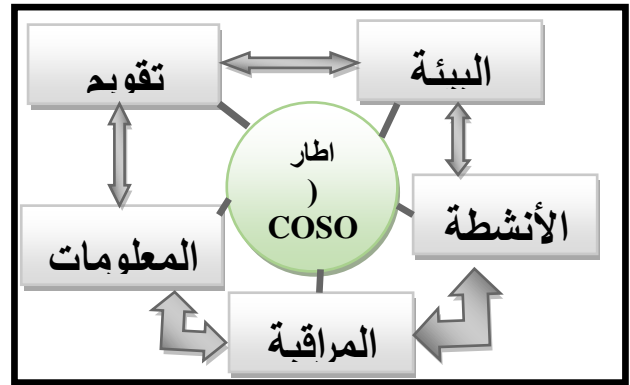 البيئة
تقويم
اطار
(
COSO
الأنشطة
المعلومات
المراقبة